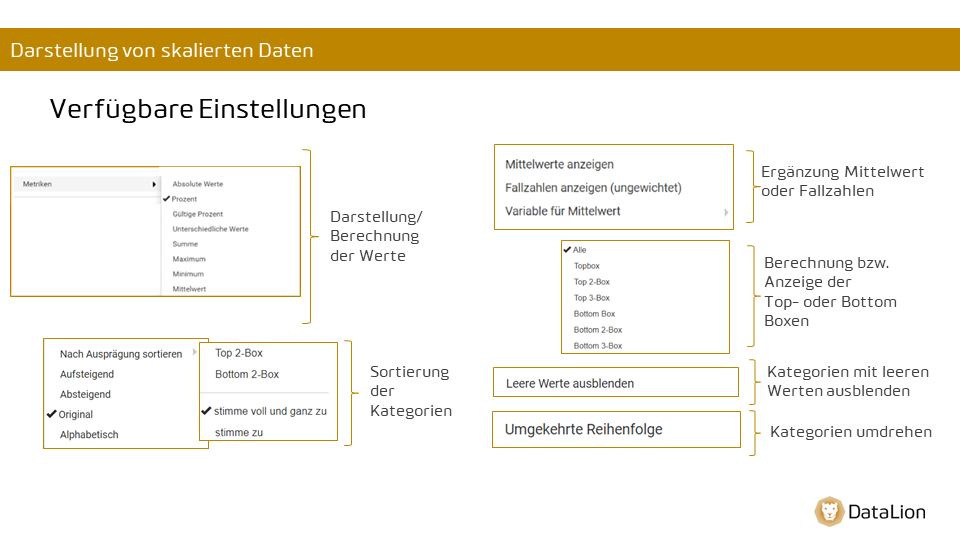 Darstellung von skalierten Daten
Verfügbare Einstellungen
Metriken
Absolute Werte
Prozent
Gültige Prozent
Unterschiedliche Werte
Summe
Maximum
Minimum
Mittelwert
Darstellung/
Berechnung
der Werte
Nach Ausprägung sortieren
Aufsteigend
Absteigend
Original
Alphabetisch
Top 2-Box
Bottom 2-Box
stimme voll und ganz zu
stimme zu
Sortierung
der
Kategorien
Mittelwerte anzeigen
Fallzahlen anzeigen (ungewichtet)
Variable für Mittelwert
Ergänzung Mittelwert
oder Fallzahlen
Alle
Topbox
Top 2-Box
Top 3-Box
Bottom Box
Bottom 2-Box
Bottom 3-Box
Berechnung bzw.
Anzeige der
Top- oder Bottom
Boxen
Leere Werte ausblenden
Kategorien mit leeren
Werten ausblenden
Umgekehrte Reihenfolge
Kategorien umdrehen
DataLion